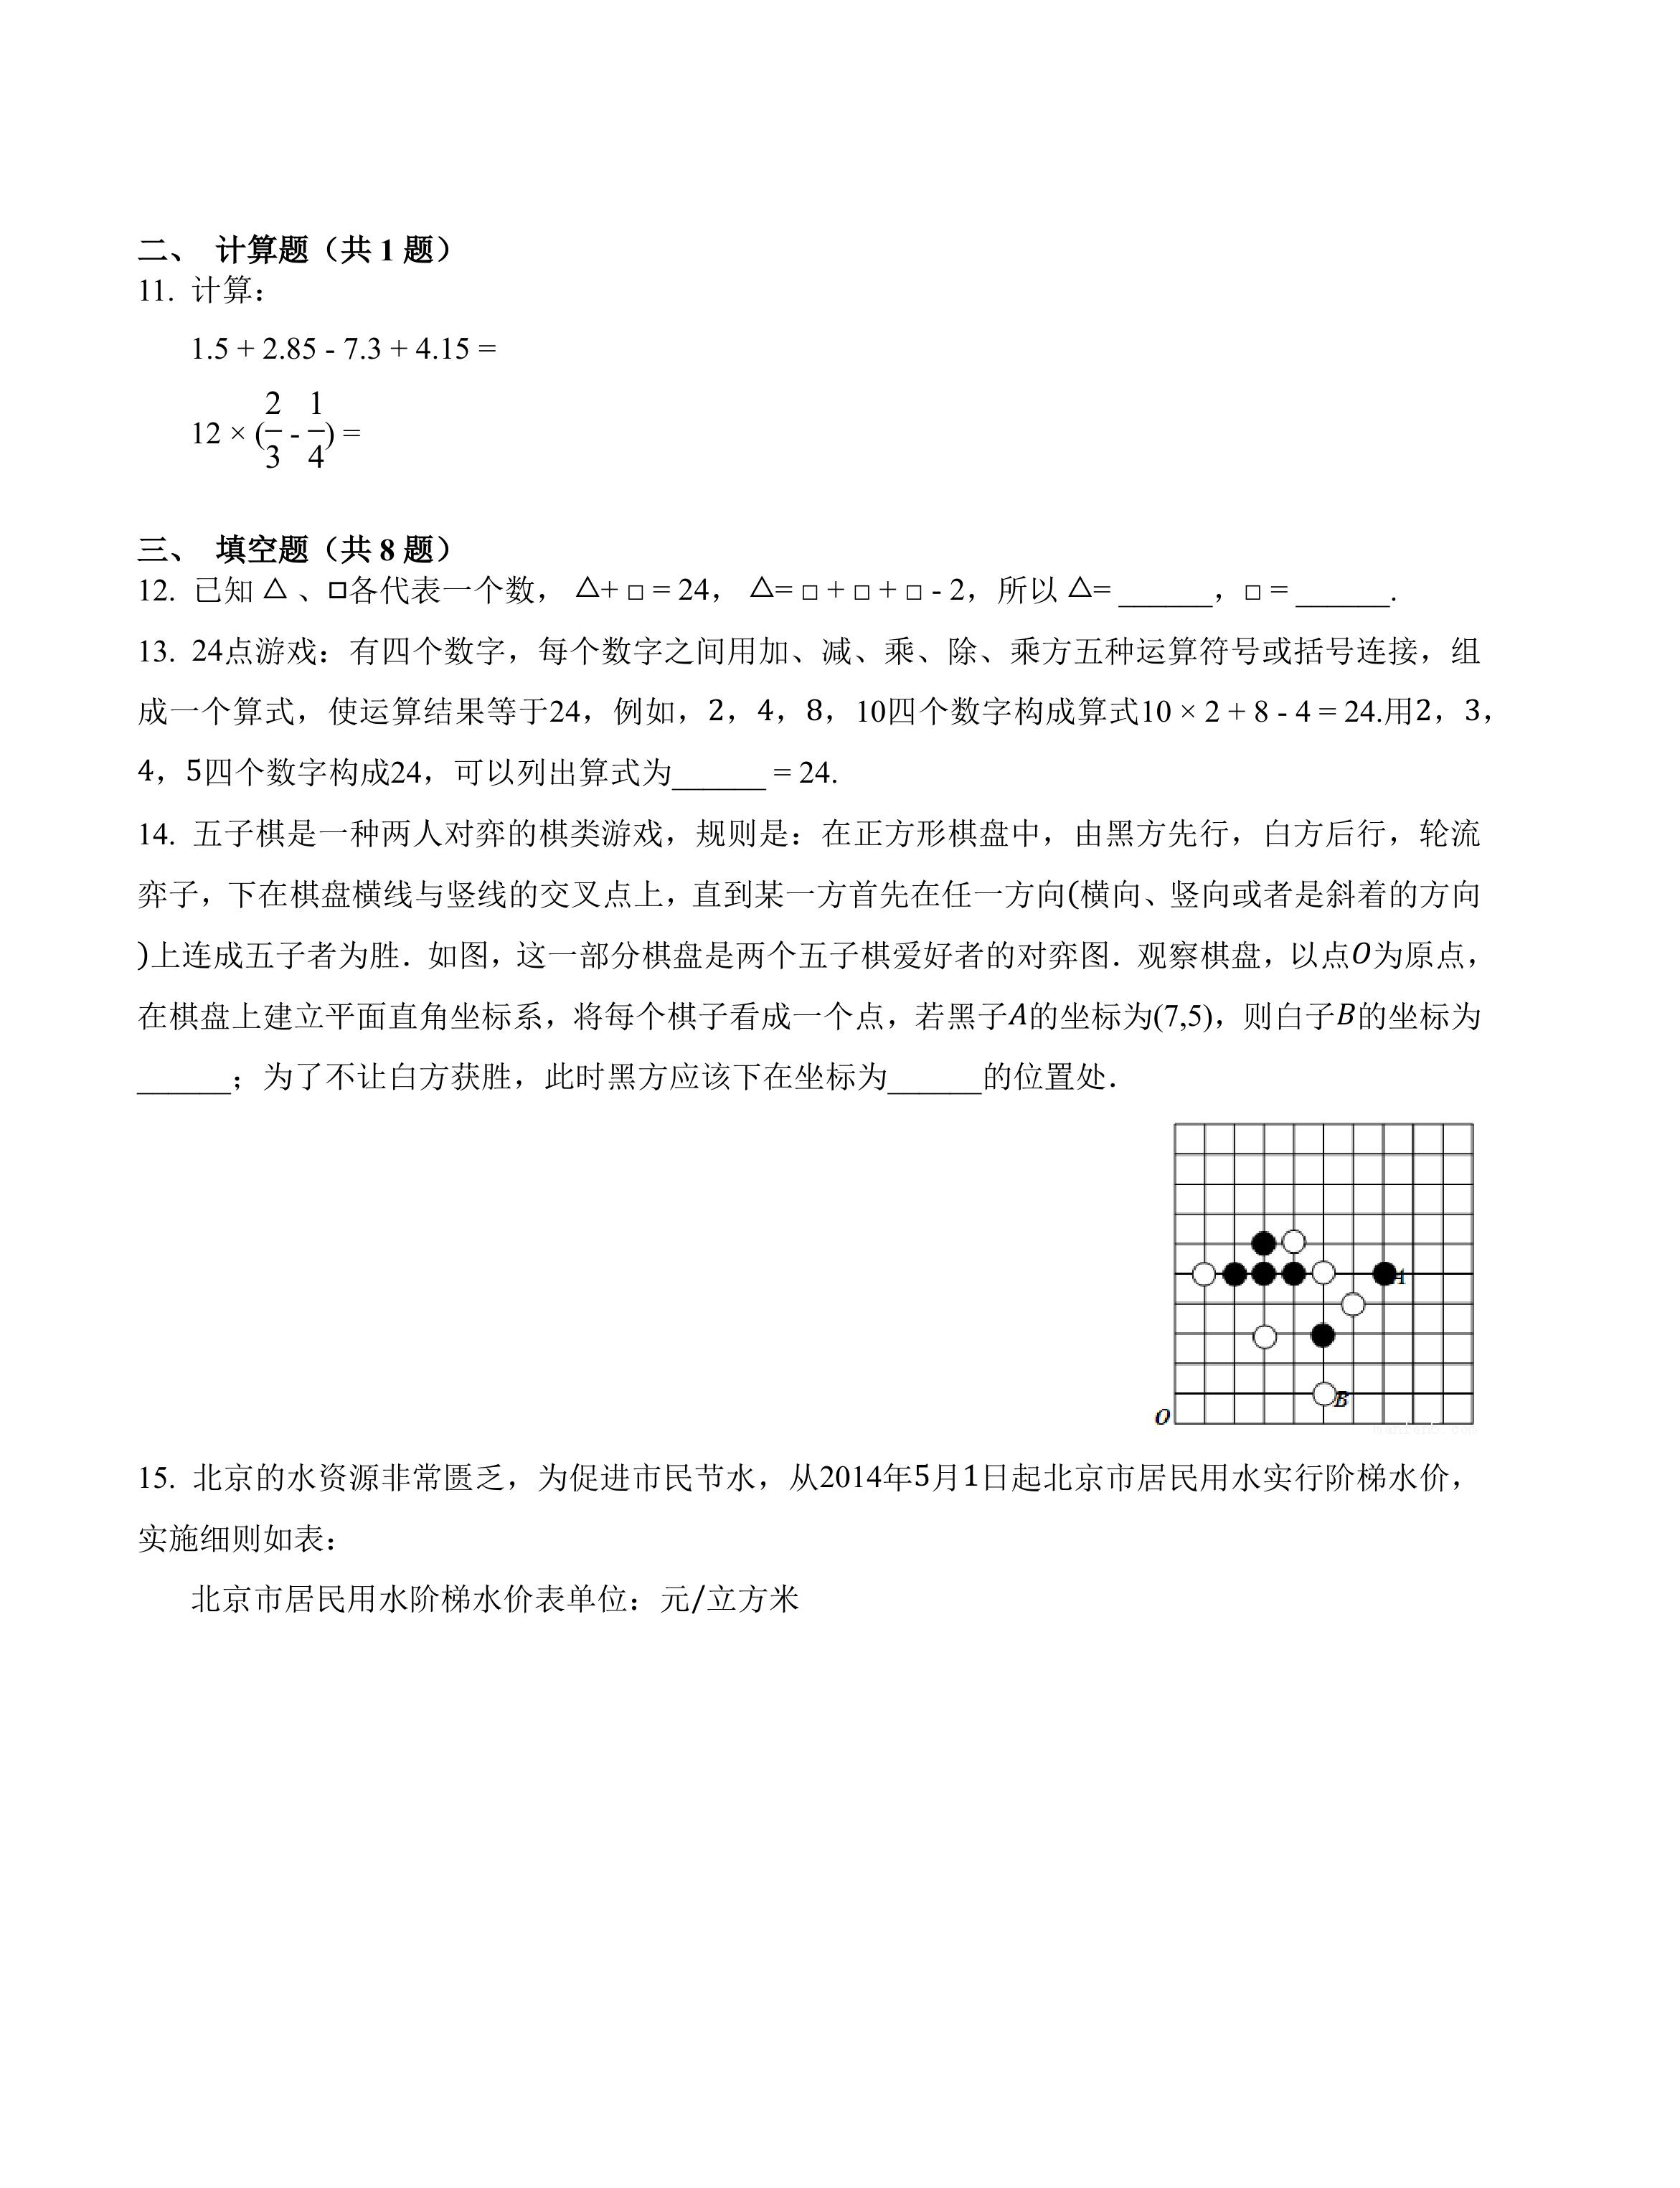 二、 计算题（共 1 题）
11. 计算：
1.5 + 2.85 - 7.3 + 4.15 =
12 × (2/3 - 1/4) =
三、 填空题（共 8 题）
12. 已知 △ 、□各代表一个数， △+ □ = 24， △= □ + □ + □ - 2，所以 △= ______，□ = ______.
13. 24点游戏：有四个数字，每个数字之间用加、减、乘、除、乘方五种运算符号或括号连接，组
成一个算式，使运算结果等于24，例如，2，4，8，10四个数字构成算式10 × 2 + 8 - 4 = 24.用2，3，
4，5四个数字构成24，可以列出算式为______ = 24.
14. 五子棋是一种两人对弈的棋类游戏，规则是：在正方形棋盘中，由黑方先行，白方后行，轮流
弈子，下在棋盘横线与竖线的交叉点上，直到某一方首先在任一方向(横向、竖向或者是斜着的方向
)上连成五子者为胜．如图，这一部分棋盘是两个五子棋爱好者的对弈图．观察棋盘，以点O为原点，
在棋盘上建立平面直角坐标系，将每个棋子看成一个点，若黑子A的坐标为(7,5)，则白子B的坐标为
______；为了不让白方获胜，此时黑方应该下在坐标为______的位置处．
A
B
O
15. 北京的水资源非常匮乏，为促进市民节水，从2014年5月1日起北京市居民用水实行阶梯水价，
实施细则如表：
北京市居民用水阶梯水价表单位：元/立方米